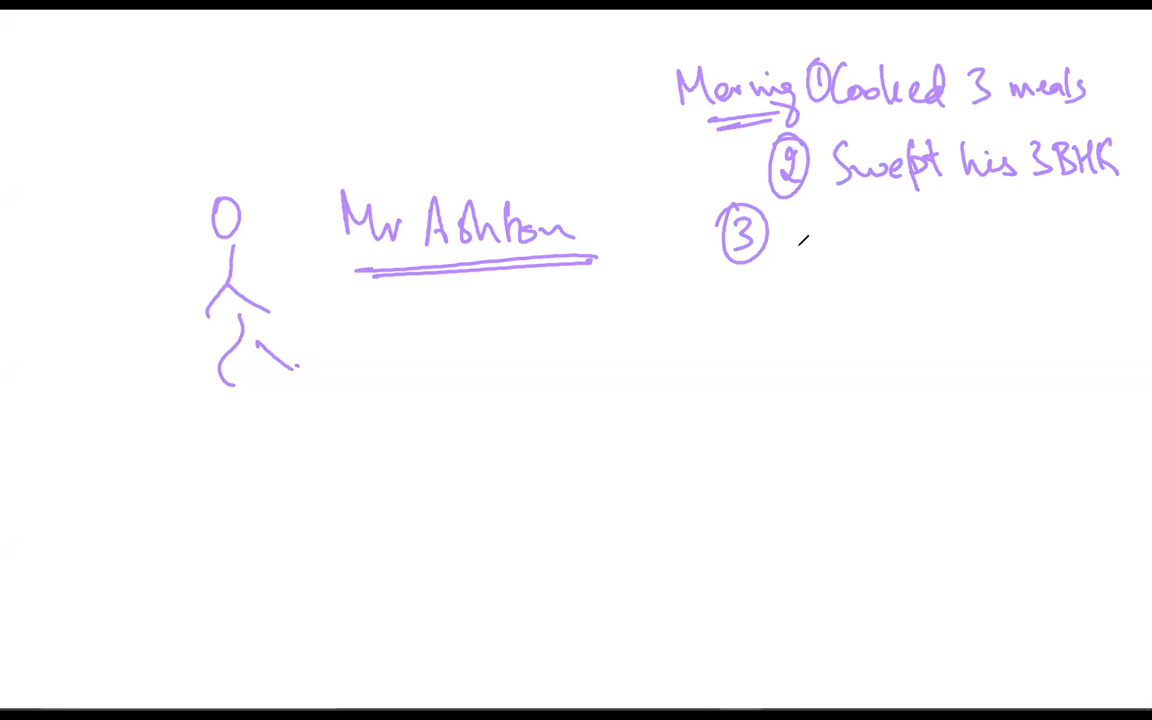 Morning ① Cooked 3 meals
② Swept his 3BHK
Mr Ashton
③